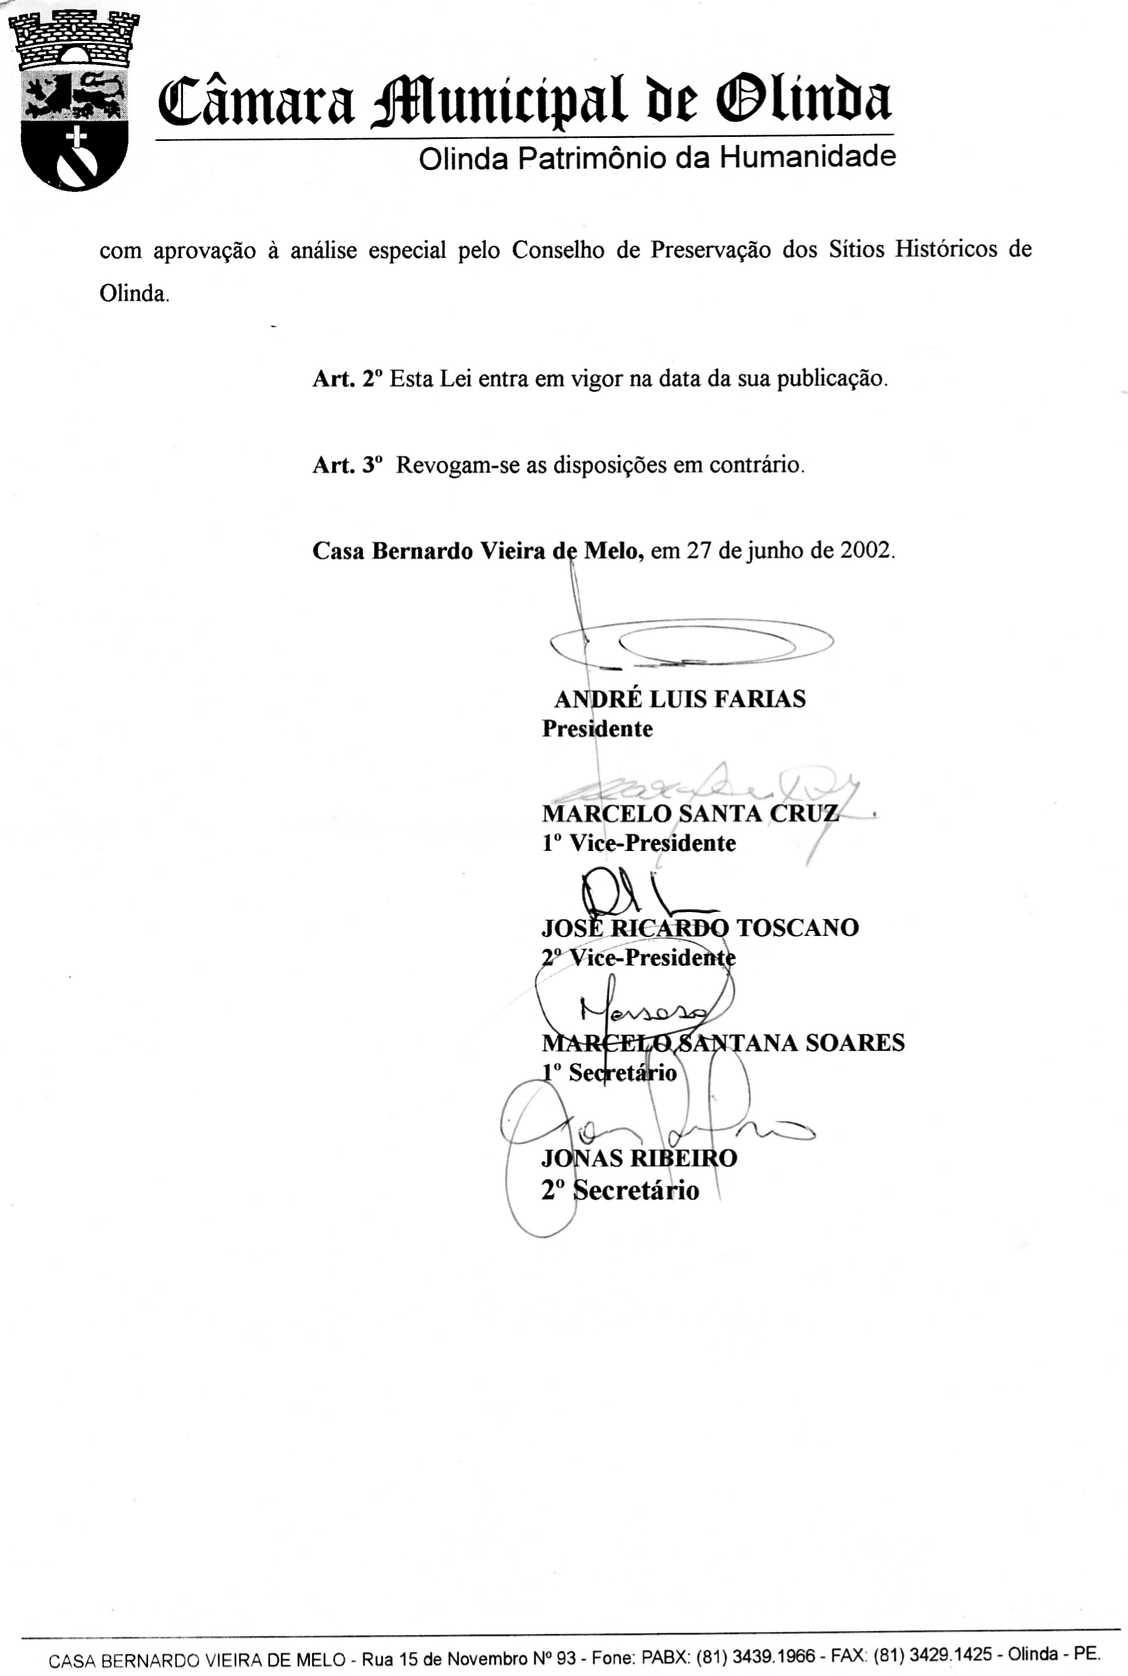 Câmara Municipal de Olinda
Olinda Patrimônio da Humanidade
com aprovação à análise especial pelo Conselho de Preservação dos Sítios Históricos de
Olinda.
Art. 2º Esta Lei entra em vigor na data da sua publicação.
Art. 3º Revogam-se as disposições em contrário.
Casa Bernardo Vieira de Melo, em 27 de junho de 2002.
ANDRÉ LUIS FARIAS
Presidente
MARCELO SANTA CRUZ
1º Vice-Presidente
JOSÉ RICARDO TOSCANO
2º Vice-Presidente
MARCELO SANTANA SOARES
1º Secretário
JONAS RIBEIRO
2º Secretário
CASA BERNARDO VIEIRA DE MELO - Rua 15 de Novembro Nº 93 - Fone: PABX: (81) 3439.1966 - FAX: (81) 3429.1425 - Olinda - PE.